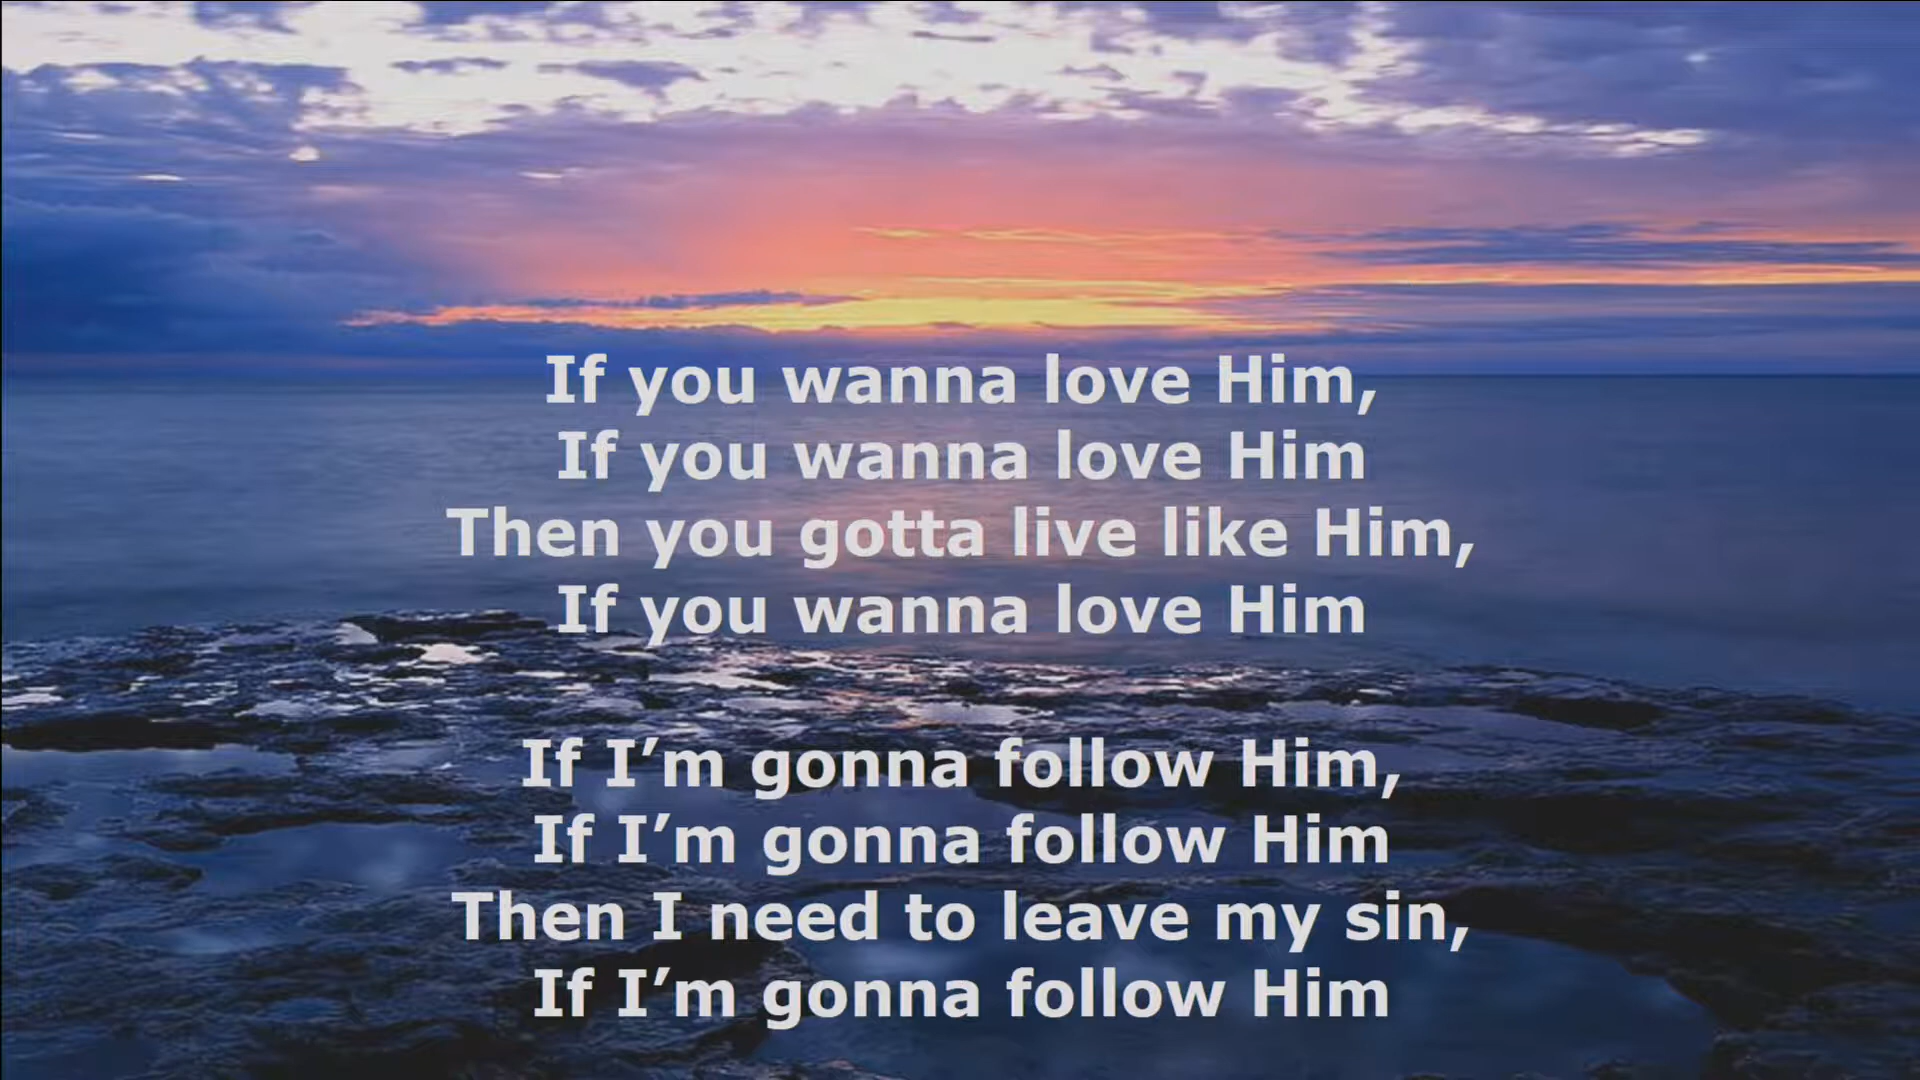 If you wanna love Him,
If you wanna love Him
Then you gotta live like Him,
If you wanna love Him
If I’m gonna follow Him,
If I’m gonna follow Him
Then I need to leave my sin,
If I’m gonna follow Him